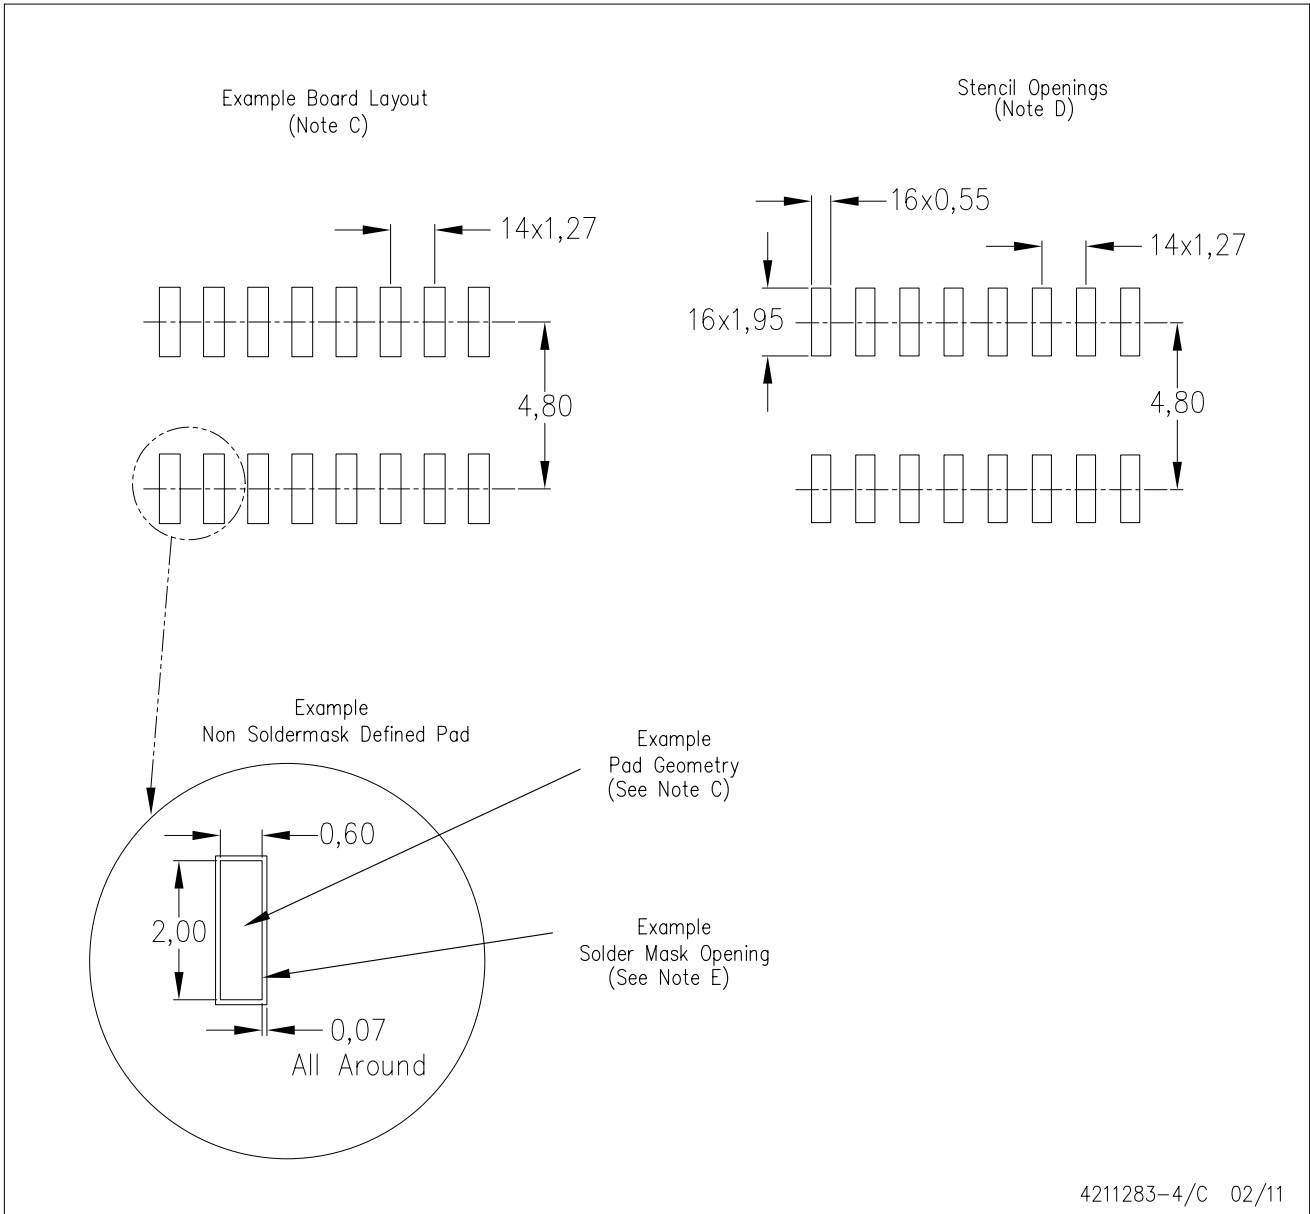 Example Board Layout
(Note C)
Stencil Openings
(Note D)
14x1,27
4,80
16x0,55
14x1,27
16x1,95
4,80
Example
Non Soldermask Defined Pad
Example
Pad Geometry
(See Note C)
0,60
2,00
Example
Solder Mask Opening
(See Note E)
0,07
All Around
4211283-4/C 02/11